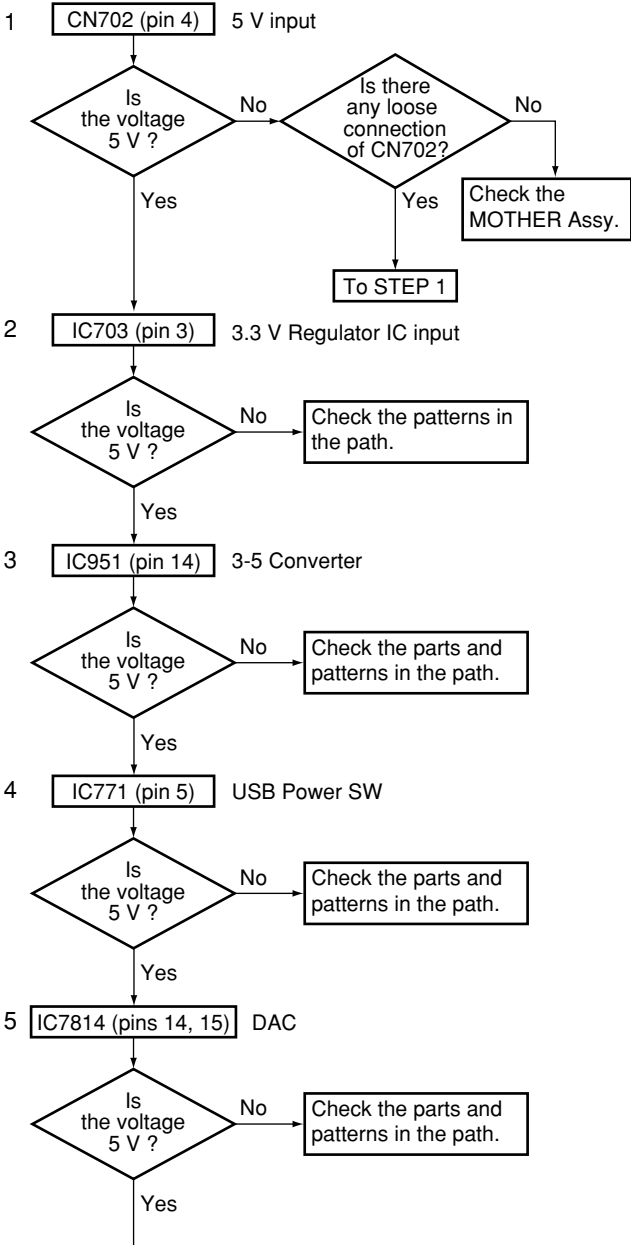 1 CN702 (pin 4) 5 V input
Is
the voltage
5 V ?
No
Is there
any loose
connection
of CN702?
No
Check the
MOTHER Assy.
Yes
Yes
To STEP 1
2 IC703 (pin 3) 3.3 V Regulator IC input
Is
the voltage
5 V ?
No
Check the patterns in
the path.
Yes
3 IC951 (pin 14) 3-5 Converter
Is
the voltage
5 V ?
No
Check the parts and
patterns in the path.
Yes
4 IC771 (pin 5) USB Power SW
Is
the voltage
5 V ?
No
Check the parts and
patterns in the path.
Yes
5 IC7814 (pins 14, 15) DAC
Is
the voltage
5 V ?
No
Check the parts and
patterns in the path.
Yes